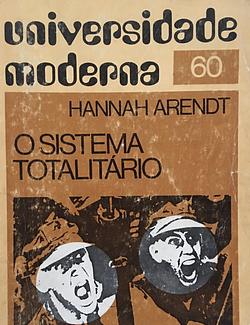 universidade
moderna
60
HANNAH ARENDT
O SISTEMA
TOTALITÁRIO